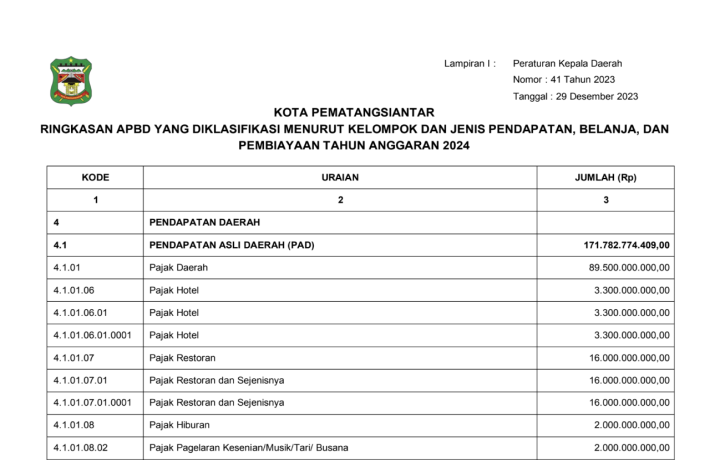 Lampiran I : Peraturan Kepala Daerah
Nomor : 41 Tahun 2023
Tanggal : 29 Desember 2023
KOTA PEMATANGSIANTAR
RINGKASAN APBD YANG DIKLASIFIKASI MENURUT KELOMPOK DAN JENIS PENDAPATAN, BELANJA, DAN
PEMBIAYAAN TAHUN ANGGARAN 2024
KODE URAIAN JUMLAH (Rp)
1 2 3
4 PENDAPATAN DAERAH
4.1 PENDAPATAN ASLI DAERAH (PAD) 171.782.774.409,00
4.1.01 Pajak Daerah 89.500.000.000,00
4.1.01.06 Pajak Hotel 3.300.000.000,00
4.1.01.06.01 Pajak Hotel 3.300.000.000,00
4.1.01.06.01.0001 Pajak Hotel 3.300.000.000,00
4.1.01.07 Pajak Restoran 16.000.000.000,00
4.1.01.07.01 Pajak Restoran dan Sejenisnya 16.000.000.000,00
4.1.01.07.01.0001 Pajak Restoran dan Sejenisnya 16.000.000.000,00
4.1.01.08 Pajak Hiburan 2.000.000.000,00
4.1.01.08.02 Pajak Pagelaran Kesenian/Musik/Tari/ Busana 2.000.000.000,00